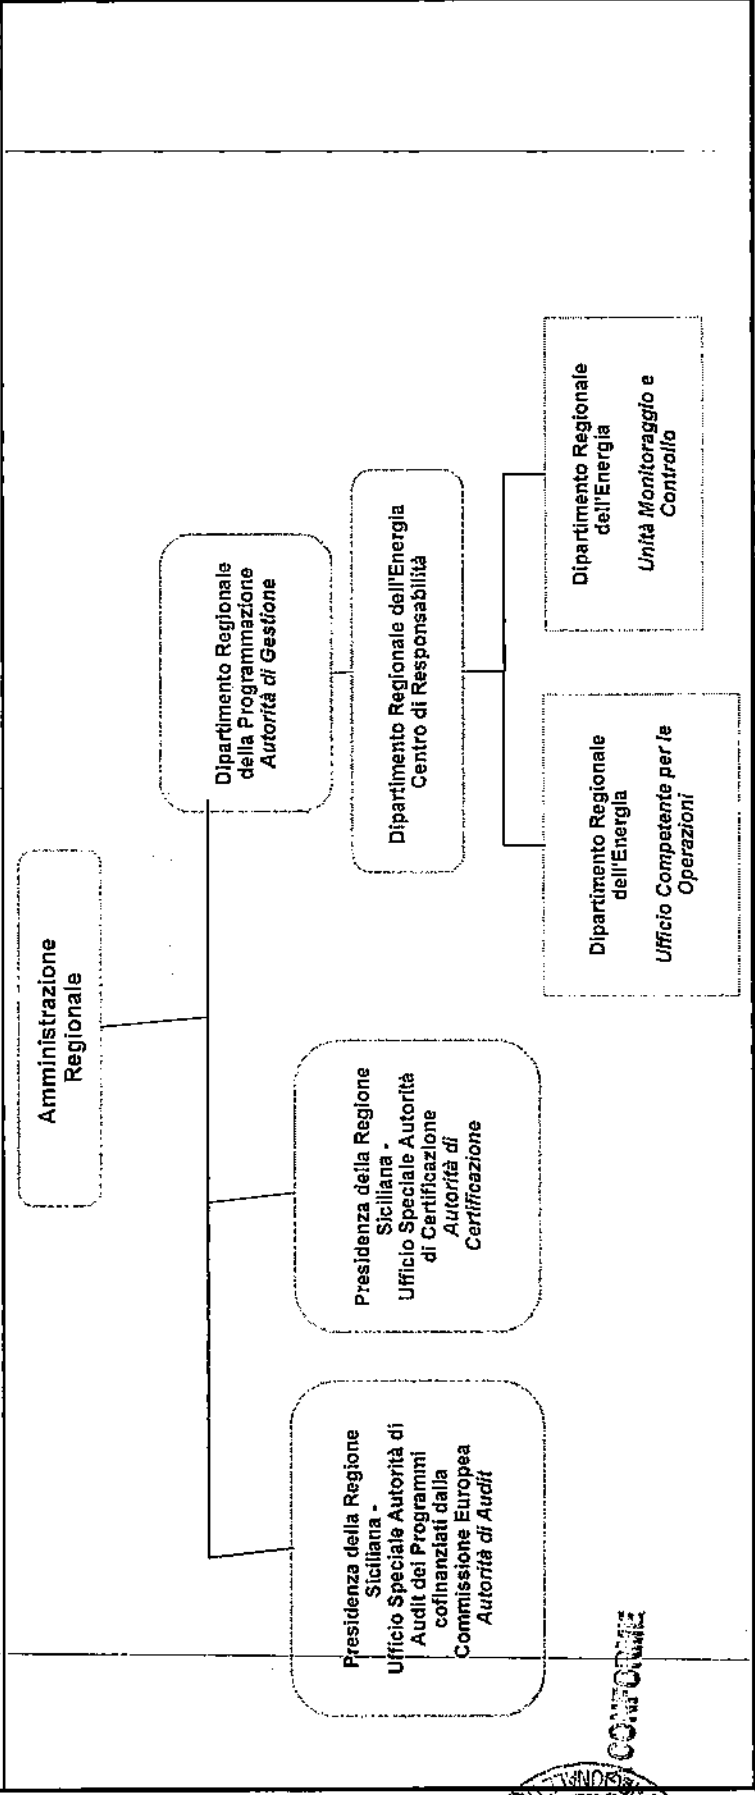 Amministrazione
Regionale
Dipartimento Regionale
della Programmazione
Autorità di Gestione
Presidenza della Regione
Siciliana -
Ufficio Speciale Autorità di
Audit dei Programmi
cofinanziati dalla
Commissione Europea
Autorità di Audit
Presidenza della Regione
Siciliana -
Ufficio Speciale Autorità
di Certificazione
Autorità di
Certificazione
Dipartimento Regionale dell'Energia
Centro di Responsabilità
Dipartimento Regionale
dell'Energia
Ufficio Competente per le
Operazioni
Dipartimento Regionale
dell'Energia
Unità Monitoraggio e
Controllo
CONFORME